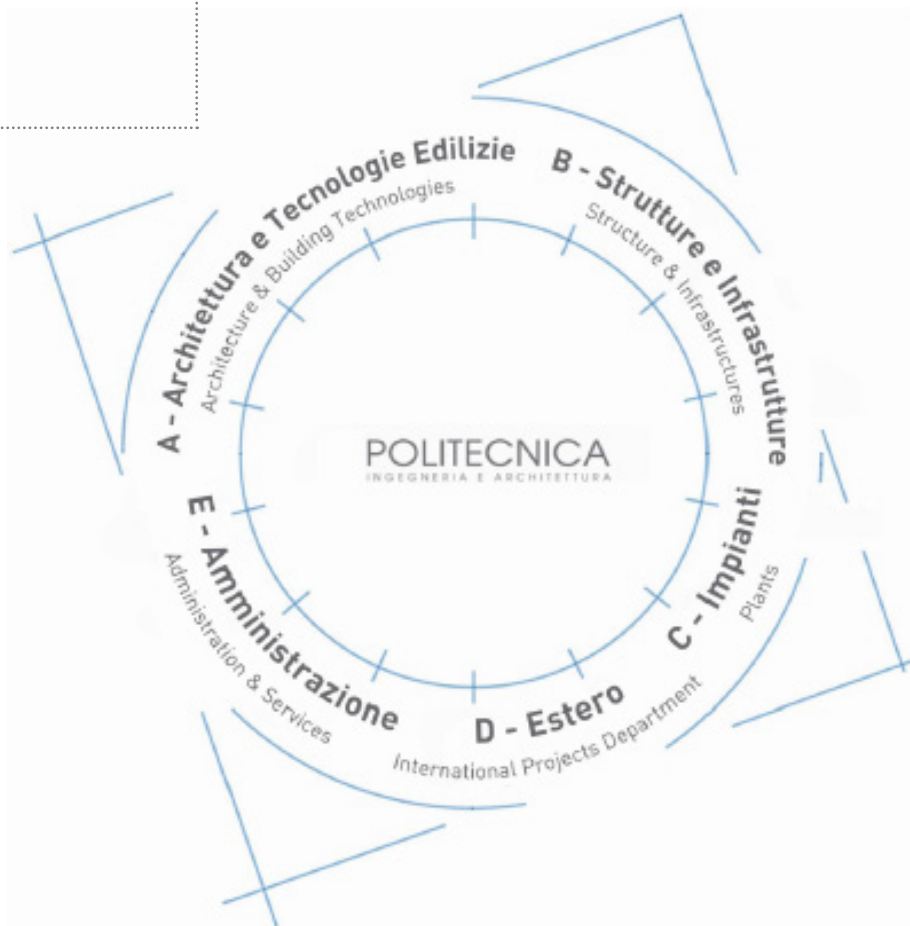 A - Architettura e Tecnologie Edilizie
Architecture & Building Technologies
B - Strutture e Infrastrutture
Structure & Infrastructures
C - Impianti
Plants
D - Estero
International Projects Department
E - Amministrazione
Administration & Services
POLITECNICA
INGEGNERIA E ARCHITETTURA